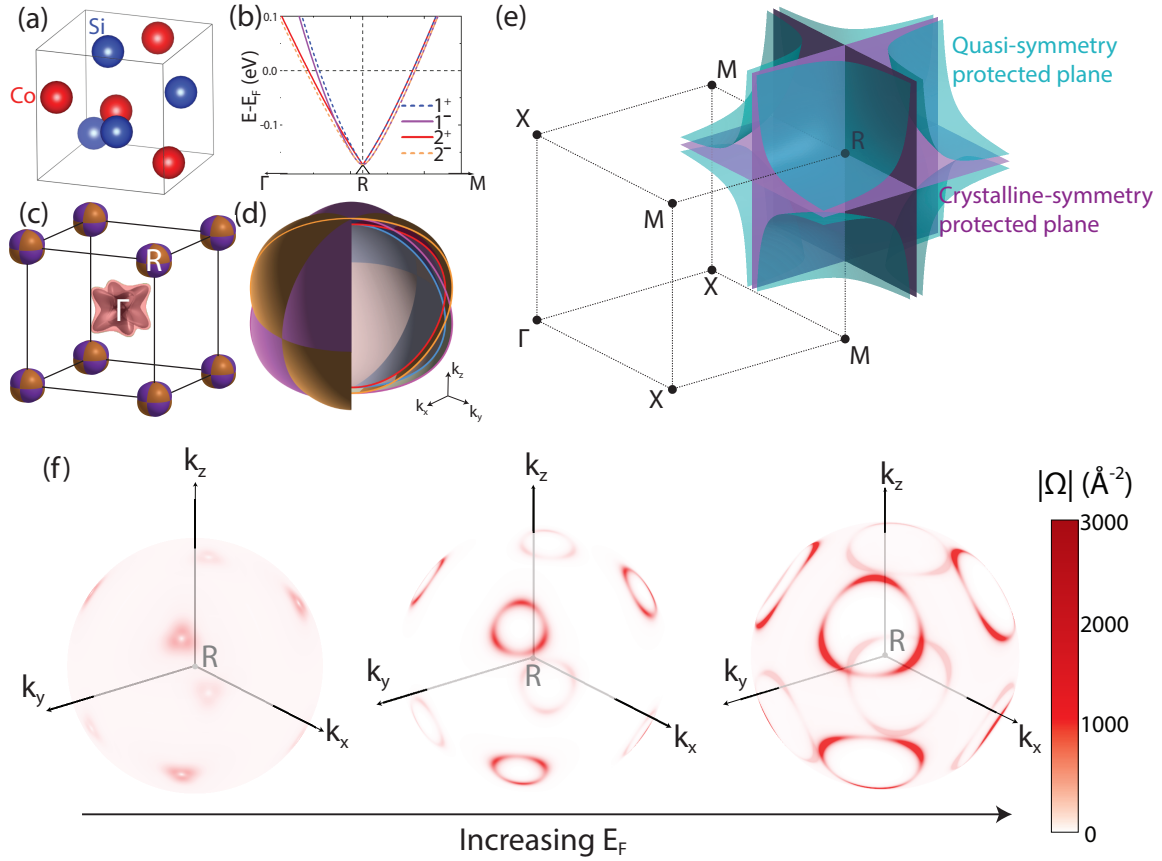 (a)
Si
Co
(b)
E-E_F (eV)
0.1
0.0
-0.1
1⁺
1⁻
2⁺
2⁻
Γ
R
M
(c)
R
Γ
(d)
k_z
k_x
k_y
(e)
Quasi-symmetry
protected plane
M
X
R
M
Crystalline-symmetry
protected plane
X
Γ
M
X
(f)
k_z
R
k_y
k_x
k_z
R
k_y
k_x
k_z
R
k_y
k_x
|Ω| (Å⁻²)
3000
2000
1000
0
Increasing E_F